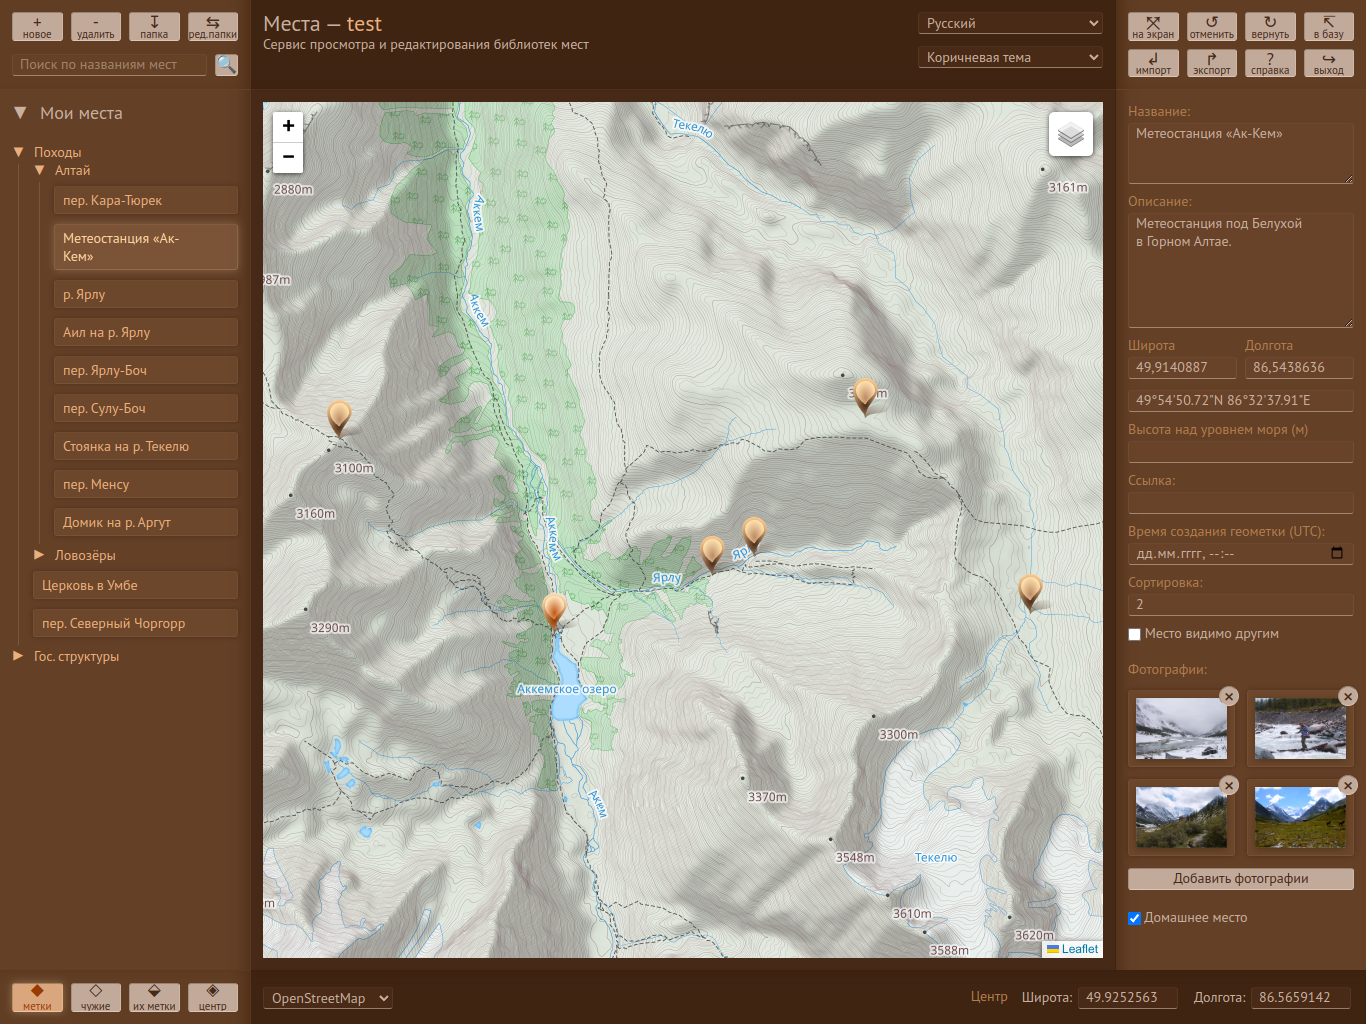 +
новое
-
удалить
↧
папка
⇆
ред.папки
Поиск по названиям мест
Места — test
Сервис просмотра и редактирования библиотек мест
Русский
Коричневая тема
на экран
↺
отменить
↻
вернуть
в базу
импорт
экспорт
?
справка
выход
▼ Мои места
▼ Походы
▼ Алтай
пер. Кара-Тюрек
Метеостанция «Ак-
Кем»
р. Ярлу
Аил на р. Ярлу
пер. Ярлу-Боч
пер. Сулу-Боч
Стоянка на р. Текелю
пер. Менсу
Домик на р. Аргут
▶ Ловозёры
Церковь в Умбе
пер. Северный Чоргорр
▶ Гос. структуры
+
−
Текелю
2880m
Аккем
3161m
987m
Аккем
3100m
3160m
Аккем
Ярлу
3290m
Аккемское озеро
3300m
3370m
Аккем
3548m
Текелю
3610m
3620m
3588m
Leaflet
Название:
Метеостанция «Ак-Кем»
Описание:
Метеостанция под Белухой
в Горном Алтае.
Широта Долгота
49,9140887 86,5438636
49°54'50.72"N 86°32'37.91"E
Высота над уровнем моря (м)
Ссылка:
Время создания геометки (UTC):
дд.мм.гггг, --:--
Сортировка:
2
Место видимо другим
Фотографии:
Добавить фотографии
Домашнее место
метки
чужие
их метки
центр
OpenStreetMap
Центр Широта: 49.9252563 Долгота: 86.5659142